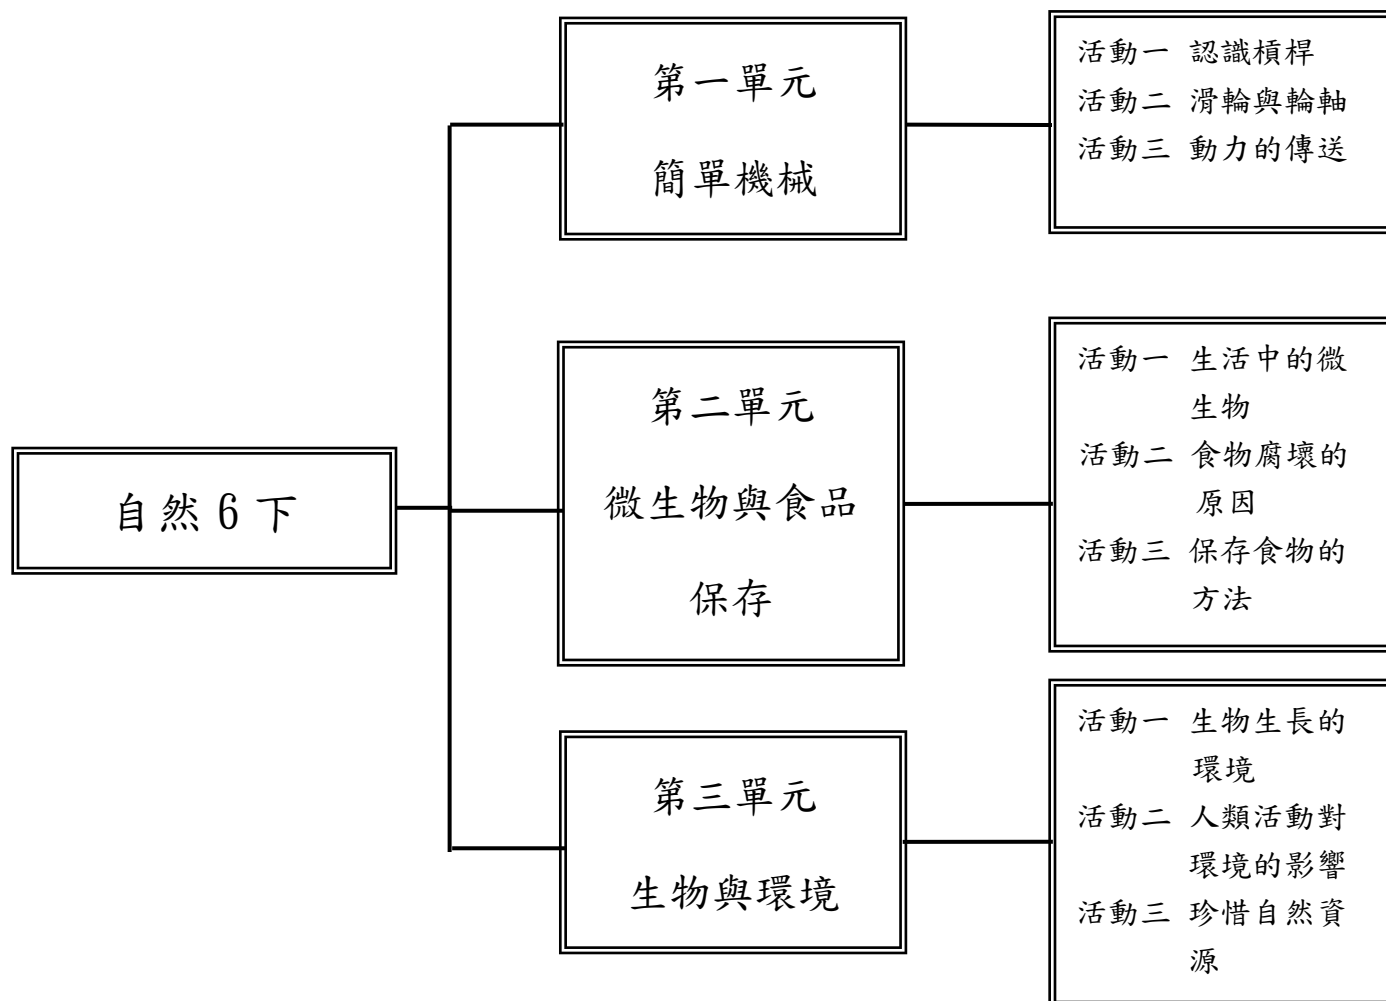 自然 6 下
第一單元
簡單機械
活動一 認識槓桿
活動二 滑輪與輪軸
活動三 動力的傳送
第二單元
微生物與食品
保存
活動一 生活中的微
生物
活動二 食物腐壞的
原因
活動三 保存食物的
方法
第三單元
生物與環境
活動一 生物生長的
環境
活動二 人類活動對
環境的影響
活動三 珍惜自然資
源